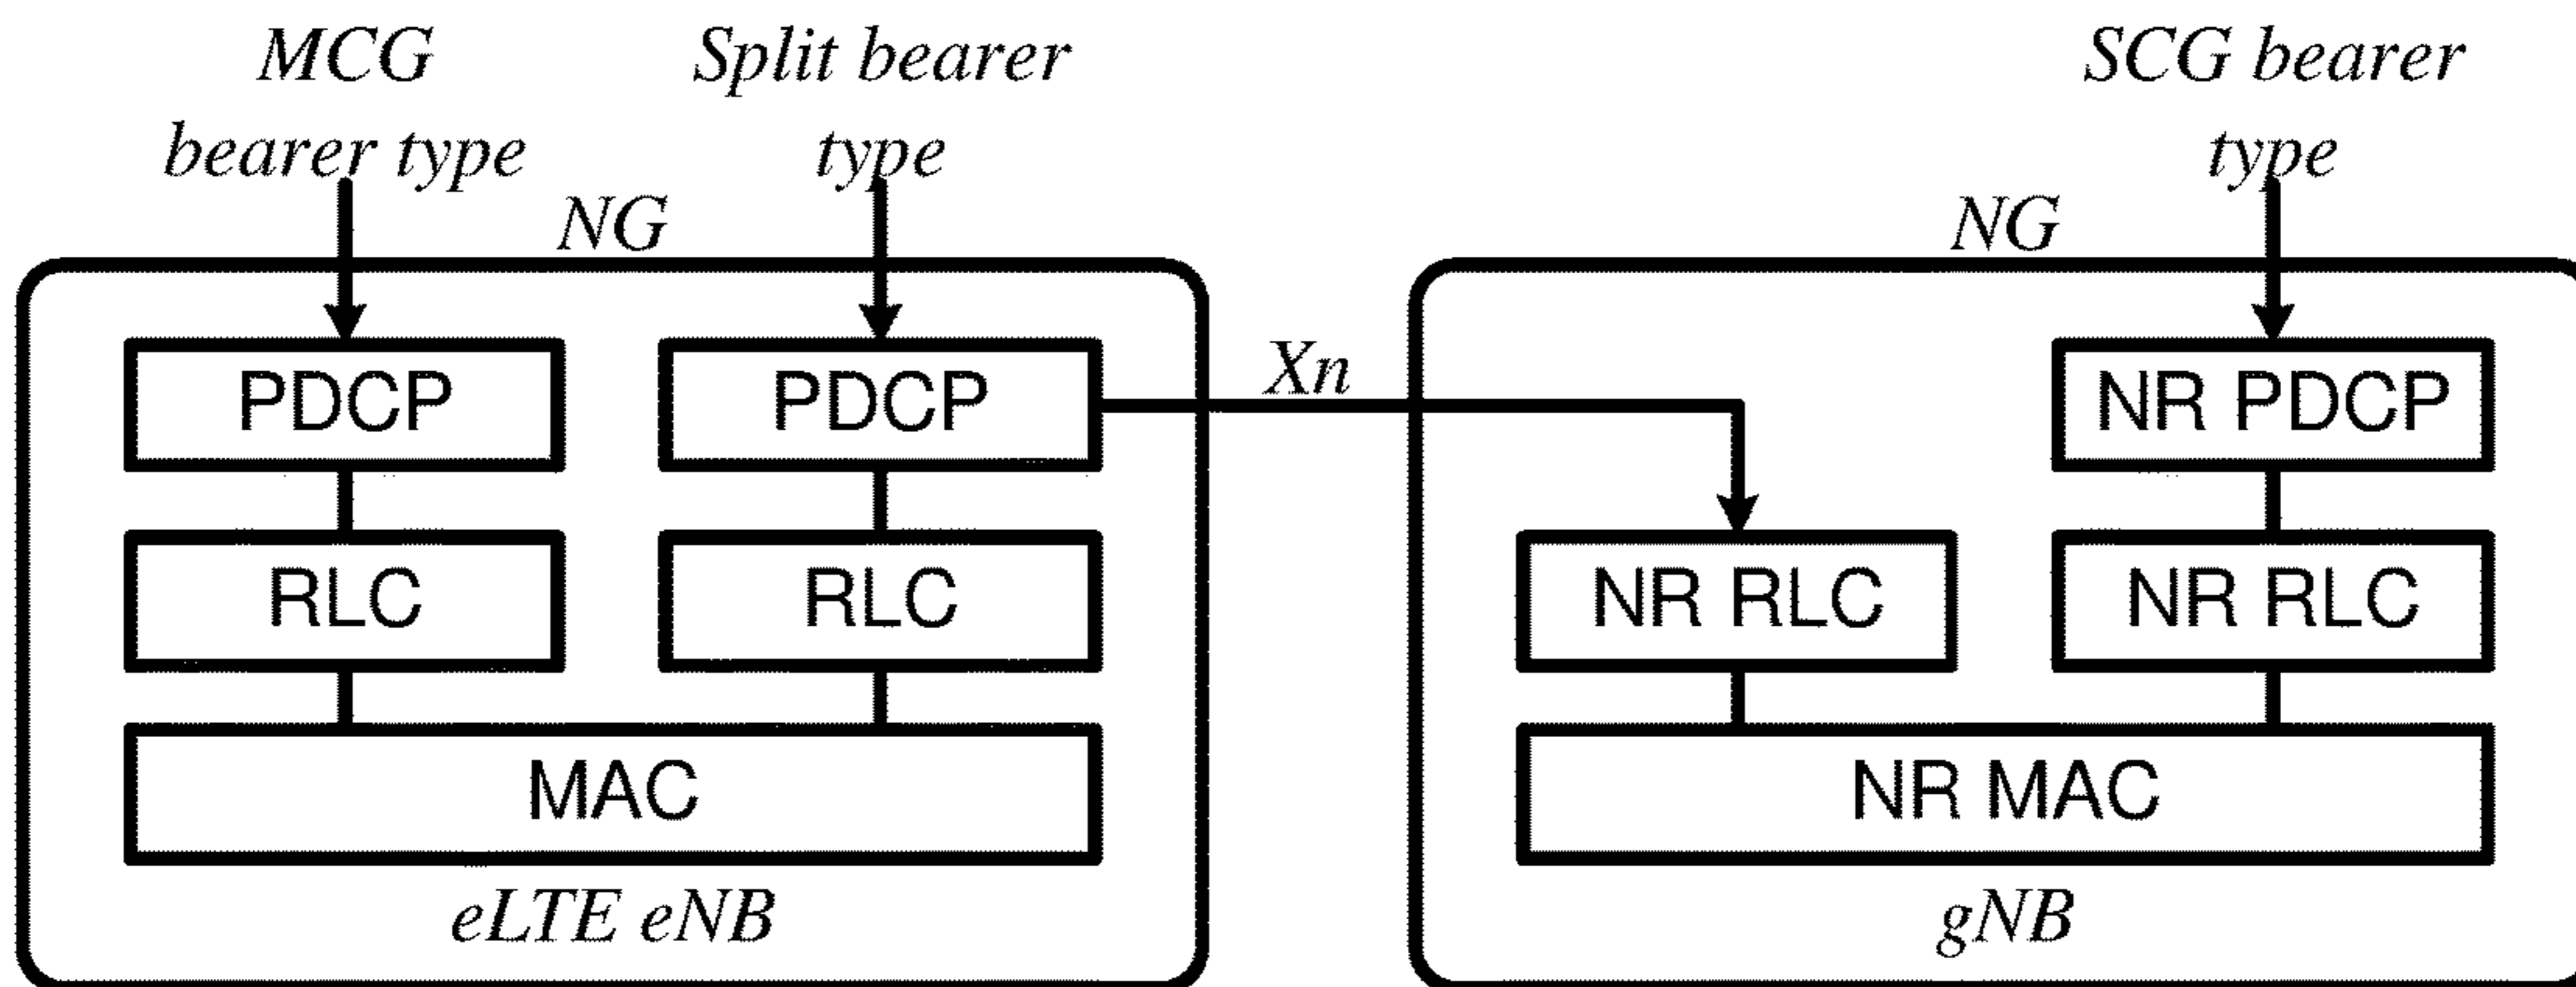 MCG
bearer type
Split bearer
type
SCG bearer
type
NG
NG
PDCP
PDCP
Xn
NR PDCP
RLC
RLC
NR RLC
NR RLC
MAC
NR MAC
eLTE eNB
gNB